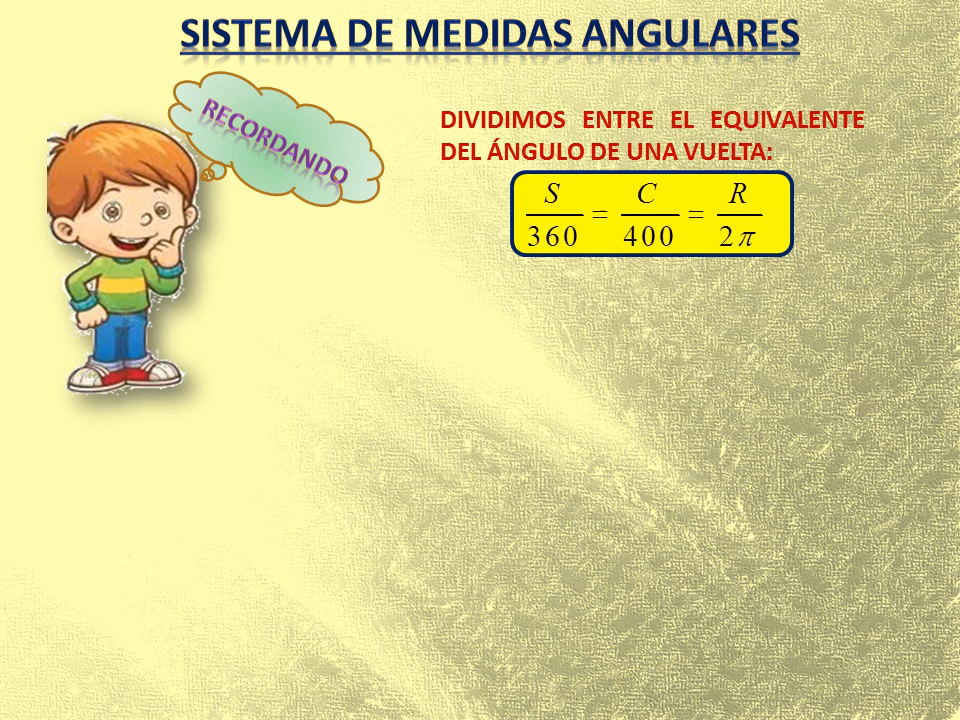 SISTEMA DE MEDIDAS ANGULARES
RECORDANDO
DIVIDIMOS ENTRE EL EQUIVALENTE
DEL ÁNGULO DE UNA VUELTA:
S/360 = C/400 = R/2π